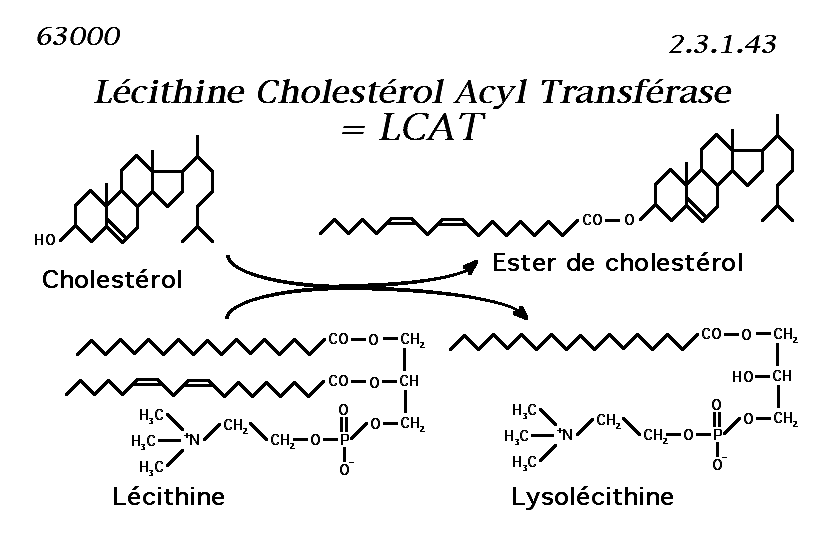 63000
2.3.1.43
Lécithine Cholestérol Acyl Transférase
= LCAT
HO
Cholestérol
CO—O
Ester de cholestérol
CO—O—CH₂
CO—O—CH
H₃C
H₃C—⁺N
H₃C
CH₂
CH₂—O—P
O
O⁻
O—CH₂
Lécithine
CO—O—CH₂
HO—CH
H₃C
H₃C—⁺N
H₃C
CH₂
CH₂—O—P
O
O⁻
O—CH₂
Lysolécithine